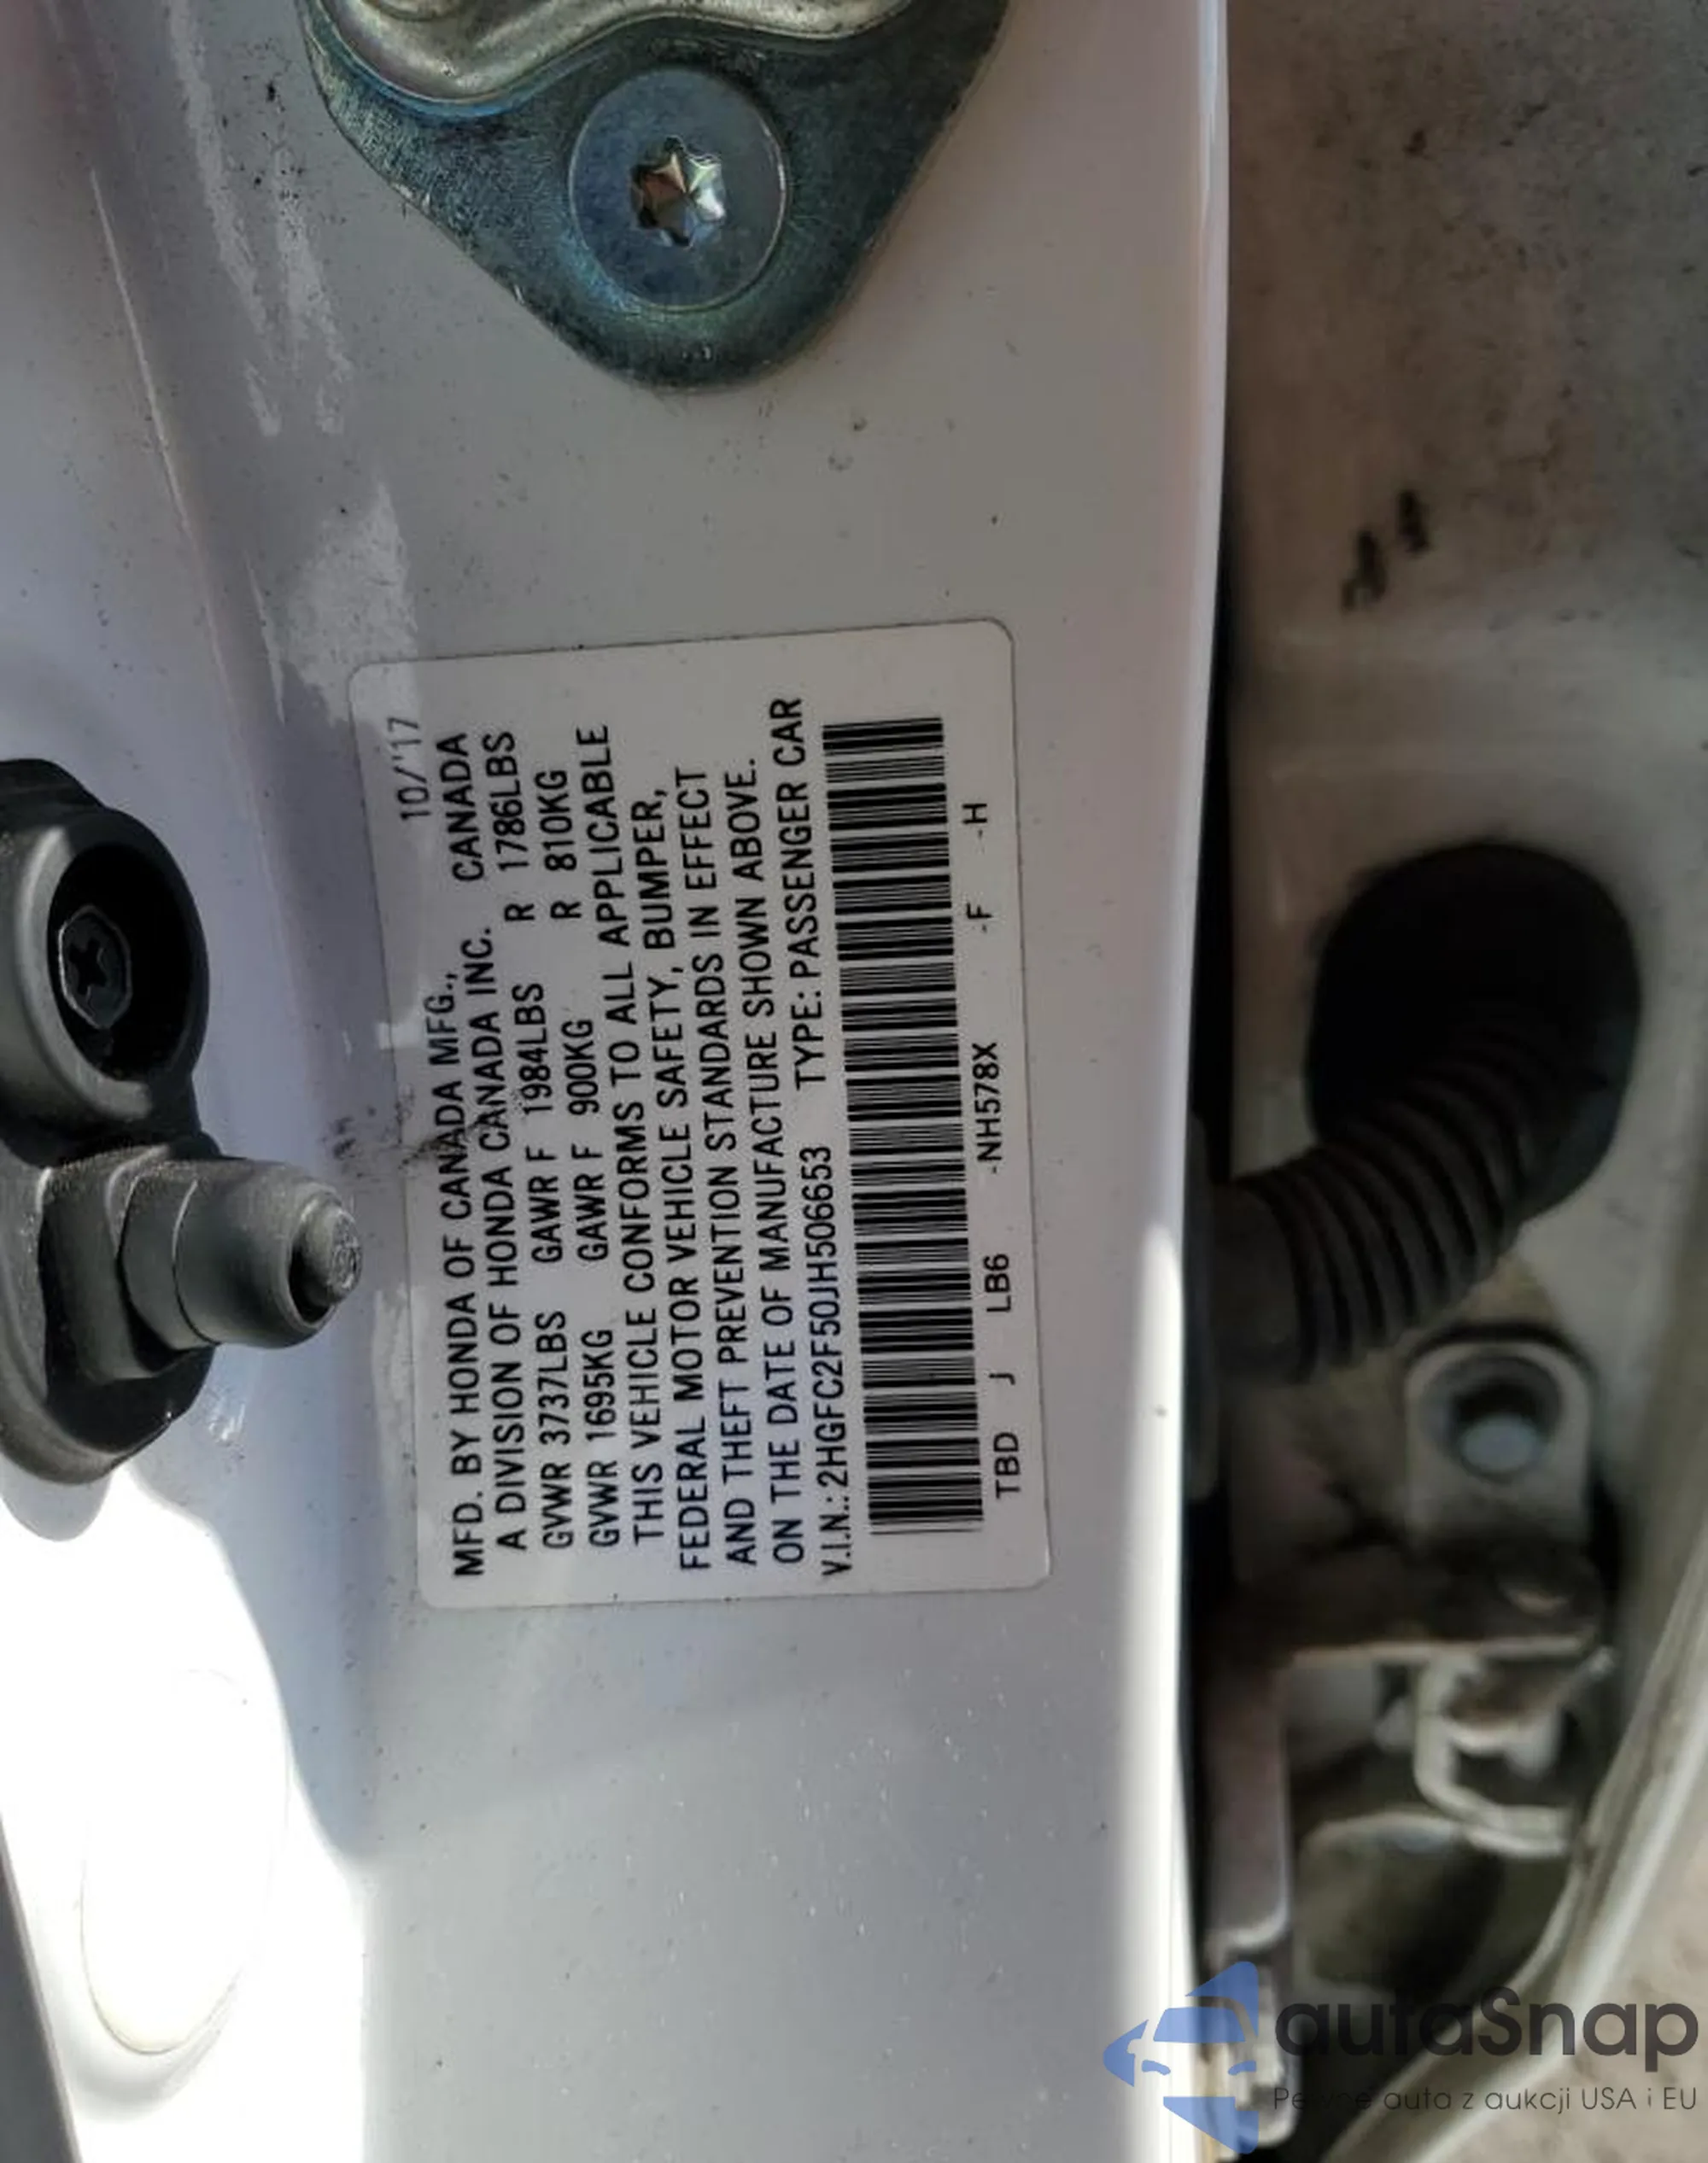 10/'17
MFD. BY HONDA OF CANADA MFG., CANADA
A DIVISION OF HONDA CANADA INC.
GVWR 3737LBS GAWR F 1984LBS R 1786LBS
GVWR 1695KG GAWR F 900KG R 810KG
THIS VEHICLE CONFORMS TO ALL APPLICABLE
FEDERAL MOTOR VEHICLE SAFETY, BUMPER,
AND THEFT PREVENTION STANDARDS IN EFFECT
ON THE DATE OF MANUFACTURE SHOWN ABOVE.
V.I.N.: 2HGFC2F50JH506653 TYPE: PASSENGER CAR
TBD J LB6 -NH578X -F -H
autaSnap
Pewne auta z aukcji USA i EU